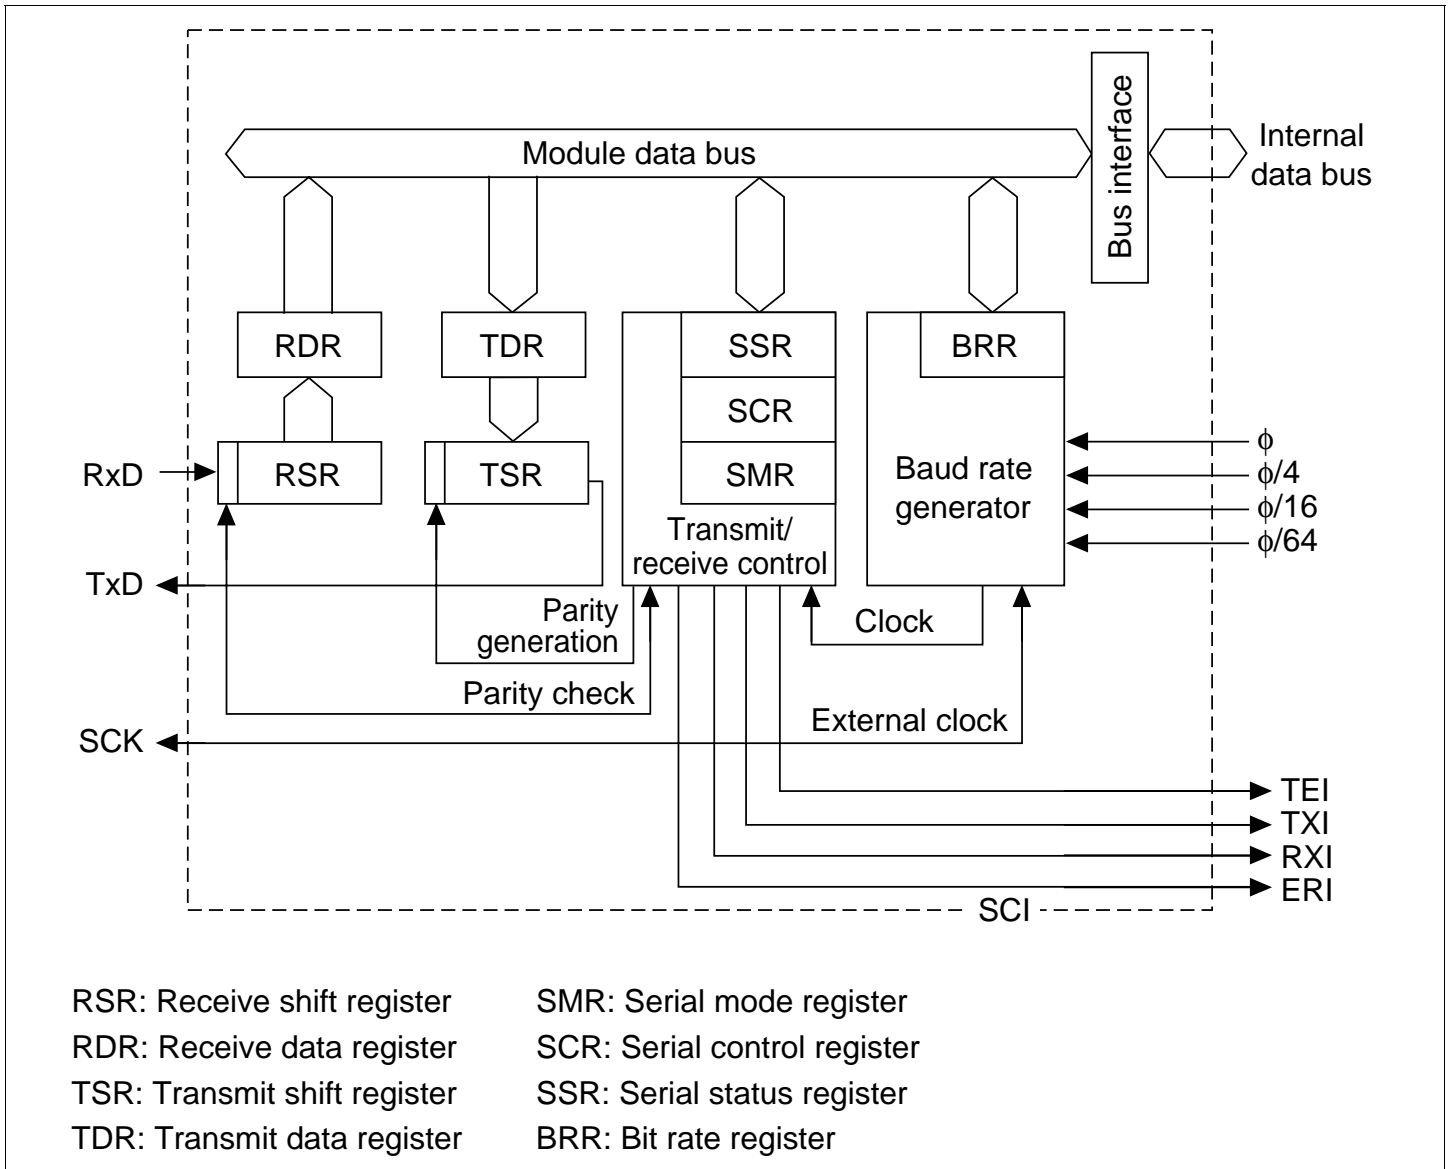 Module data bus
Bus interface
Internal
data bus
RDR
TDR
SSR
BRR
SCR
RxD
RSR
TSR
SMR
Baud rate
generator
ϕ
ϕ/4
ϕ/16
ϕ/64
Transmit/
receive control
TxD
Parity
generation
Clock
Parity check
External clock
SCK
TEI
TXI
RXI
ERI
SCI
RSR: Receive shift register
RDR: Receive data register
TSR: Transmit shift register
TDR: Transmit data register
SMR: Serial mode register
SCR: Serial control register
SSR: Serial status register
BRR: Bit rate register